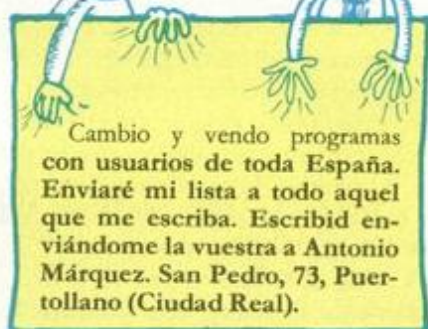 Cambio y vendo programas
con usuarios de toda España.
Enviaré mi lista a todo aquel
que me escriba. Escribid en-
viándome la vuestra a Antonio
Márquez. San Pedro, 73, Puer-
tollano (Ciudad Real).